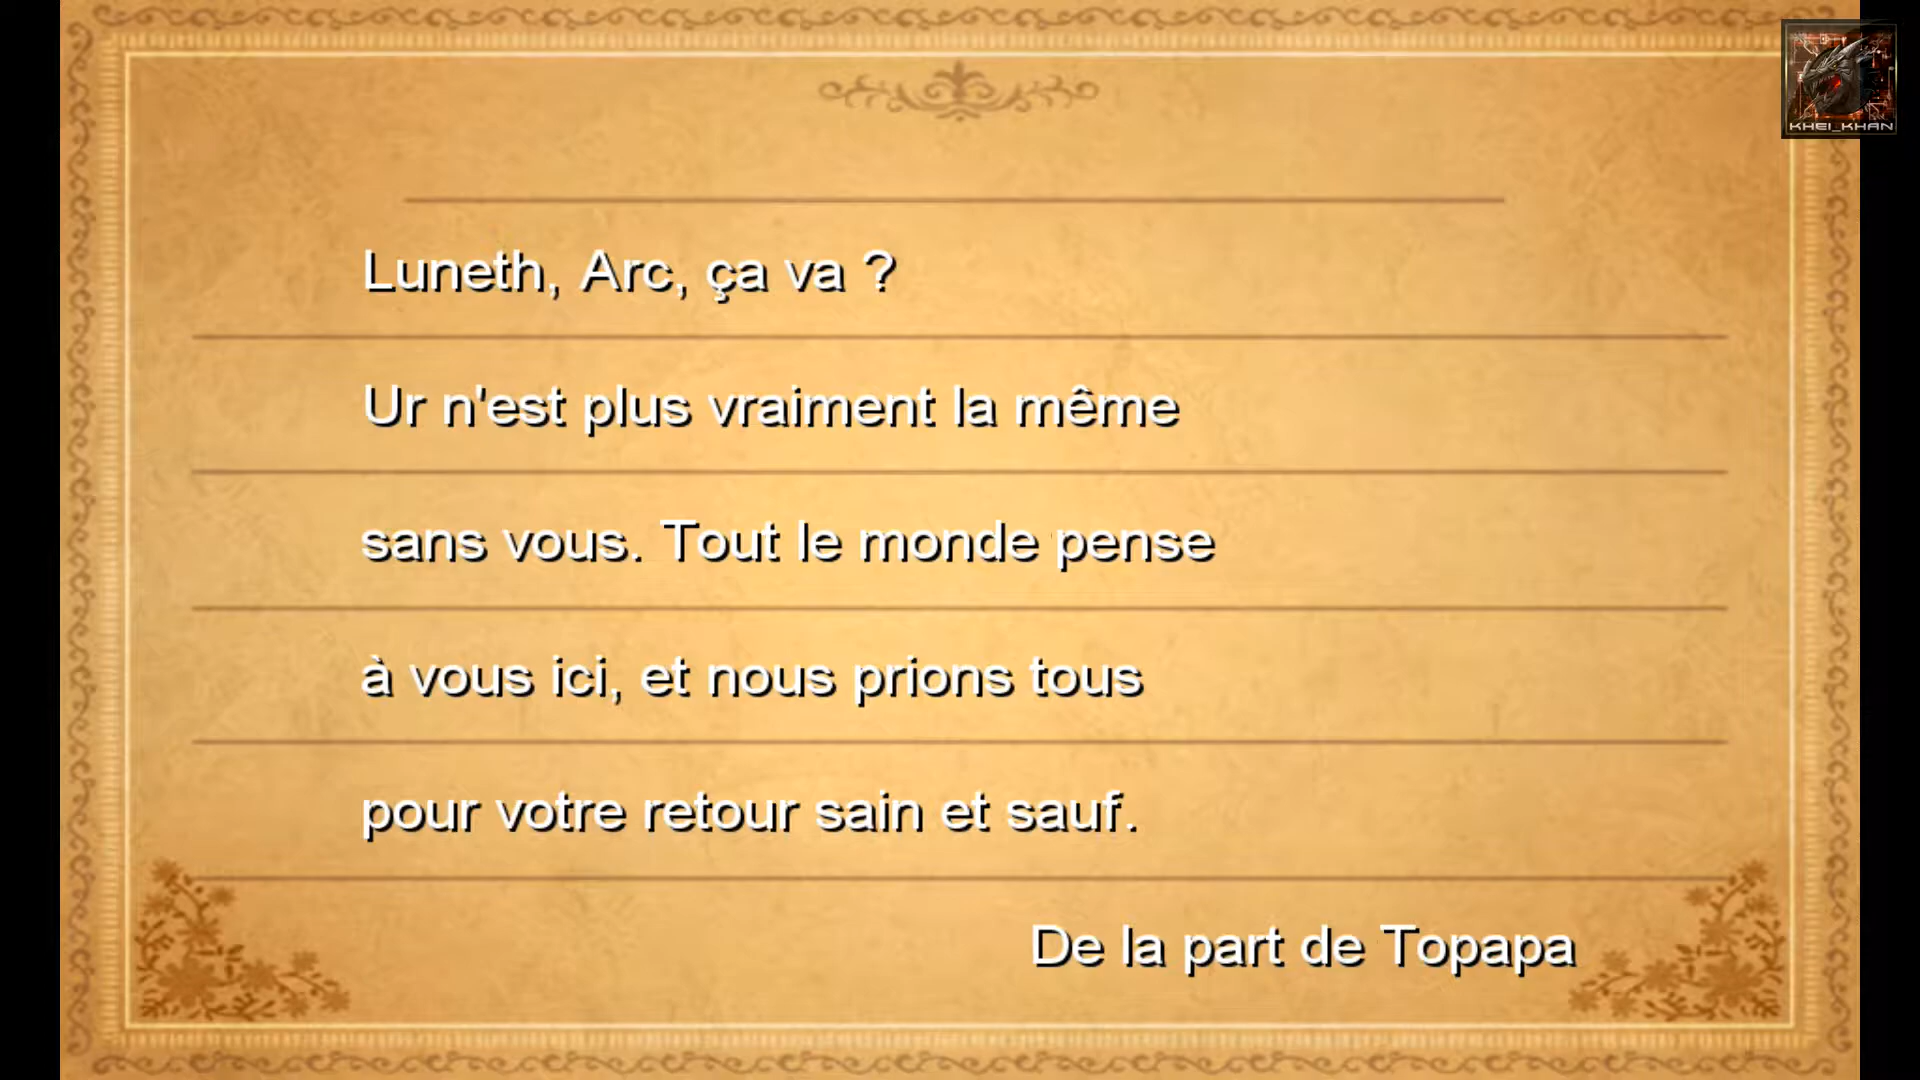 KHEI_KHAN
Luneth, Arc, ça va ?
Ur n'est plus vraiment la même
sans vous. Tout le monde pense
à vous ici, et nous prions tous
pour votre retour sain et sauf.
De la part de Topapa